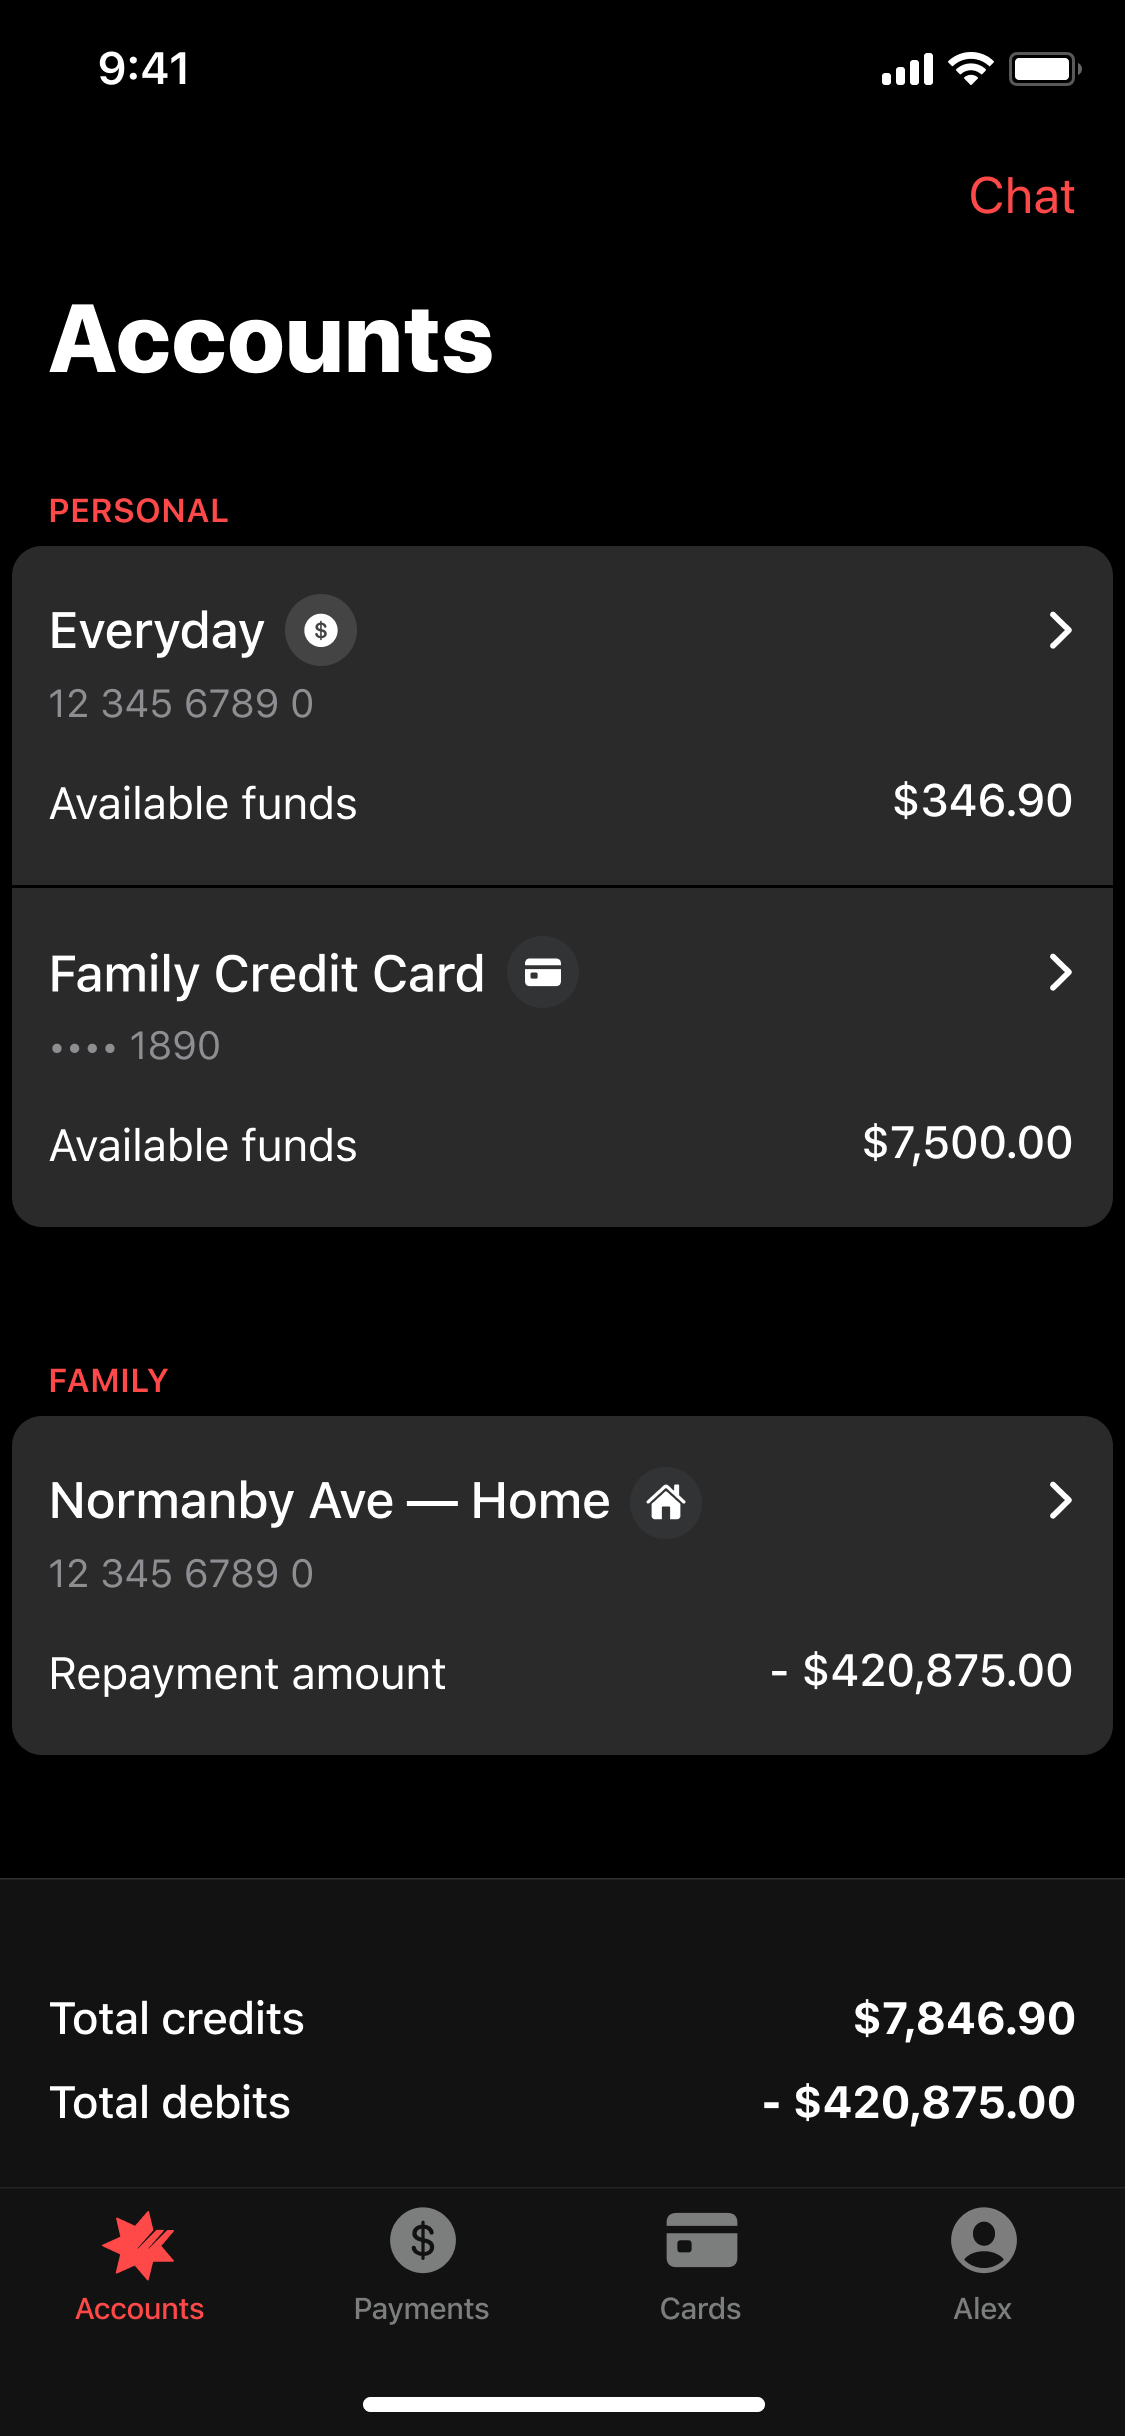 9:41
Chat
Accounts
PERSONAL
Everyday $
12 345 6789 0
Available funds $346.90
Family Credit Card
•••• 1890
Available funds $7,500.00
FAMILY
Normanby Ave — Home
12 345 6789 0
Repayment amount - $420,875.00
Total credits $7,846.90
Total debits - $420,875.00
$
Accounts Payments Cards Alex